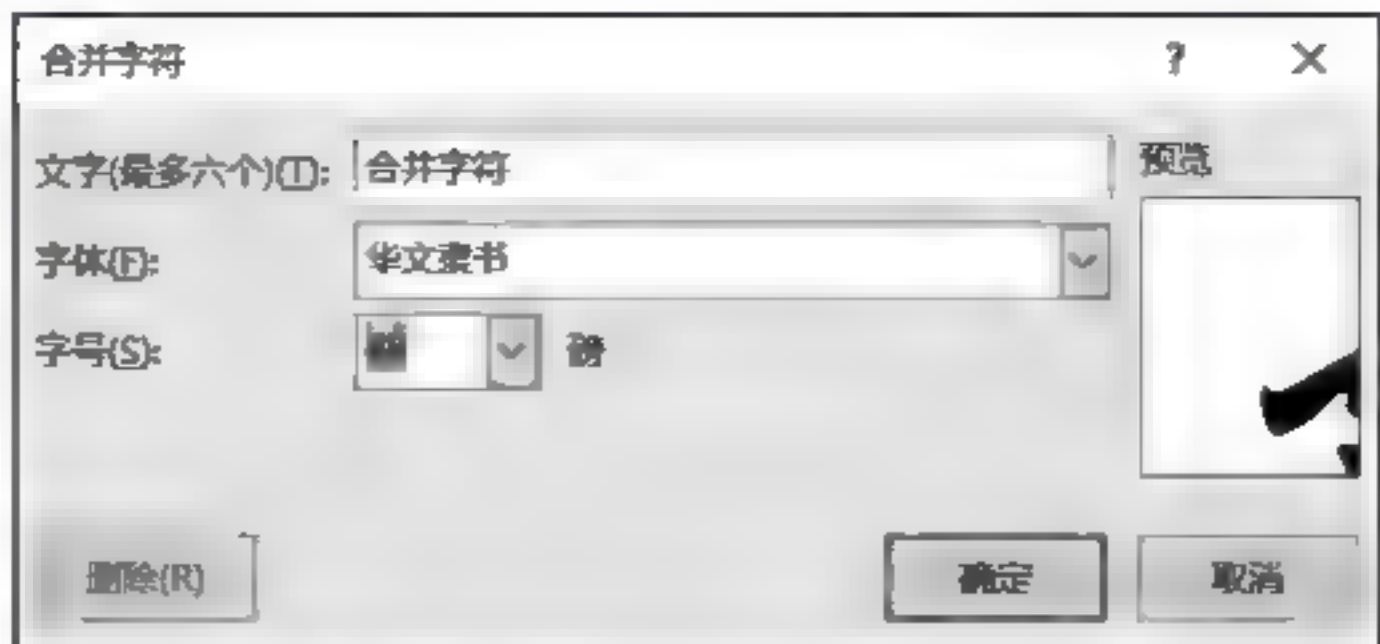 合并字符 ? ×
文字(最多六个)(T): 合并字符 预览
字体(F): 华文隶书
字号(S): 磅
删除(R) 确定 取消